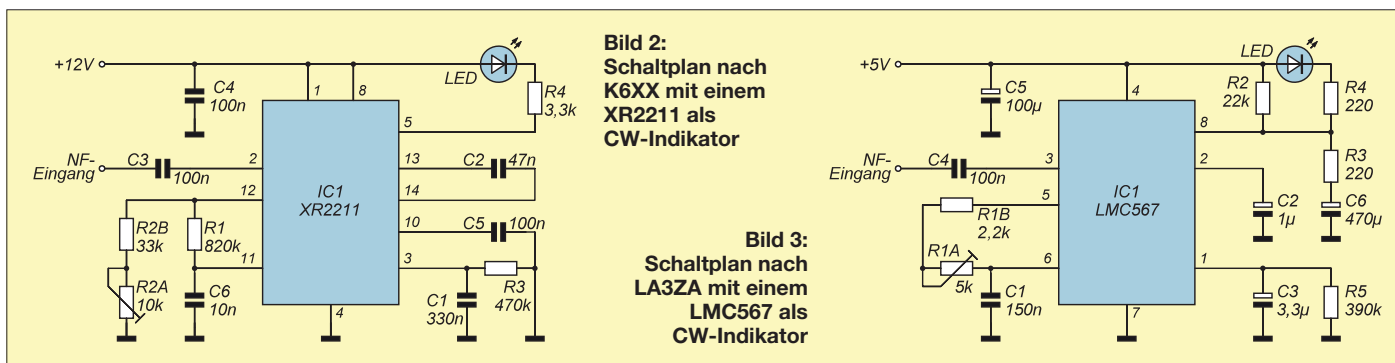 +12V
C4
100n
LED
R4
3,3k
1
8
5
NF-
Eingang
C3
100n
2
13
C2
47n
14
12
IC1
XR2211
10
C5
100n
R2B
33k
R1
820k
11
3
R2A
10k
C6
10n
C1
330n
R3
470k
4
Bild 2:
Schaltplan nach
K6XX mit einem
XR2211 als
CW-Indikator
Bild 3:
Schaltplan nach
LA3ZA mit einem
LMC567 als
CW-Indikator
+5V
C5
100µ
LED
R2
22k
R4
220
4
8
NF-
Eingang
C4
100n
3
2
R3
220
5
IC1
LMC567
R1B
2,2k
C2
1µ
C6
470µ
R1A
5k
6
1
C1
150n
C3
3,3µ
R5
390k
7